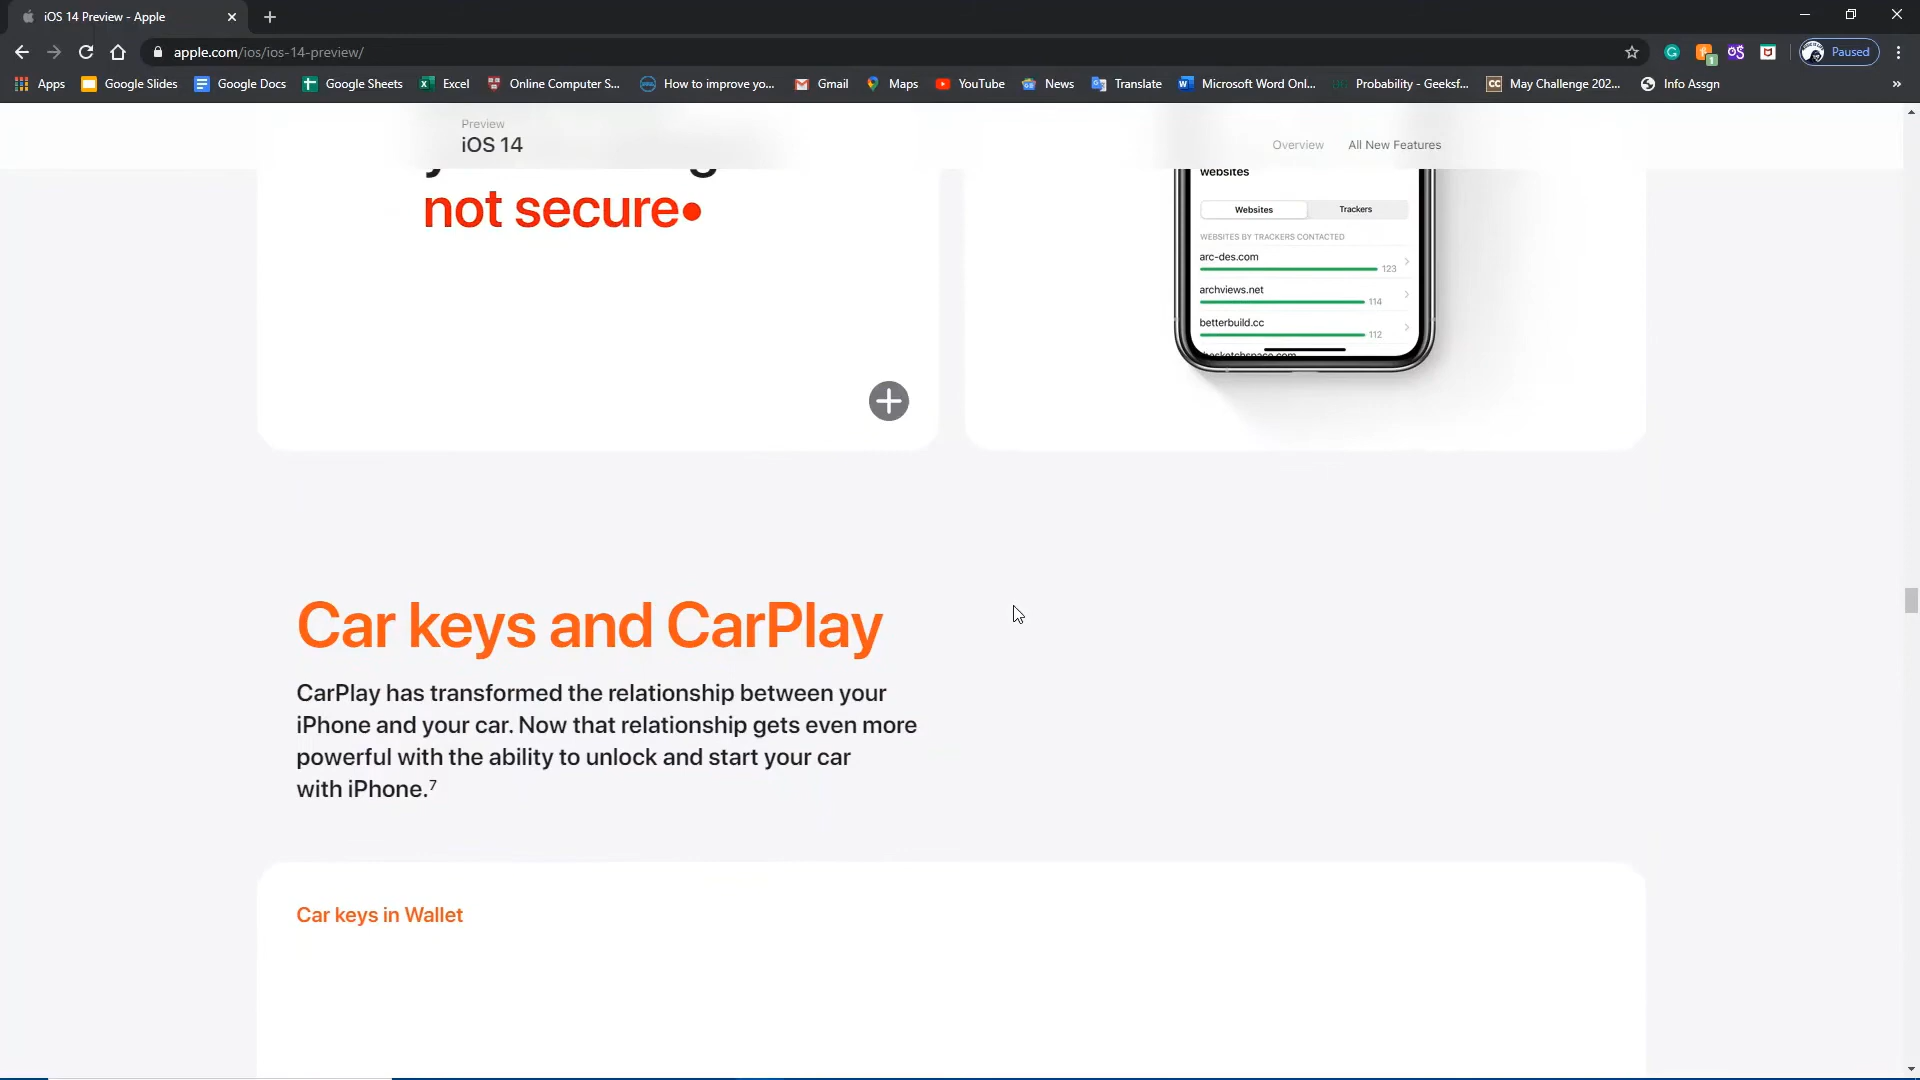 iOS 14 Preview - Apple
apple.com/ios/ios-14-preview/
1
Paused
Apps
Google Slides
Google Docs
Google Sheets
Excel
Online Computer S...
How to improve yo...
Gmail
Maps
YouTube
News
Translate
Microsoft Word Onl...
Probability - Geeksf...
May Challenge 202...
Info Assgn
»
Preview
iOS 14
Overview
All New Features
not secure•
websites
Websites
Trackers
WEBSITES BY TRACKERS CONTACTED
arc-des.com
123
archviews.net
114
betterbuild.cc
112
Car keys and CarPlay
CarPlay has transformed the relationship between your
iPhone and your car. Now that relationship gets even more
powerful with the ability to unlock and start your car
with iPhone.⁷
Car keys in Wallet